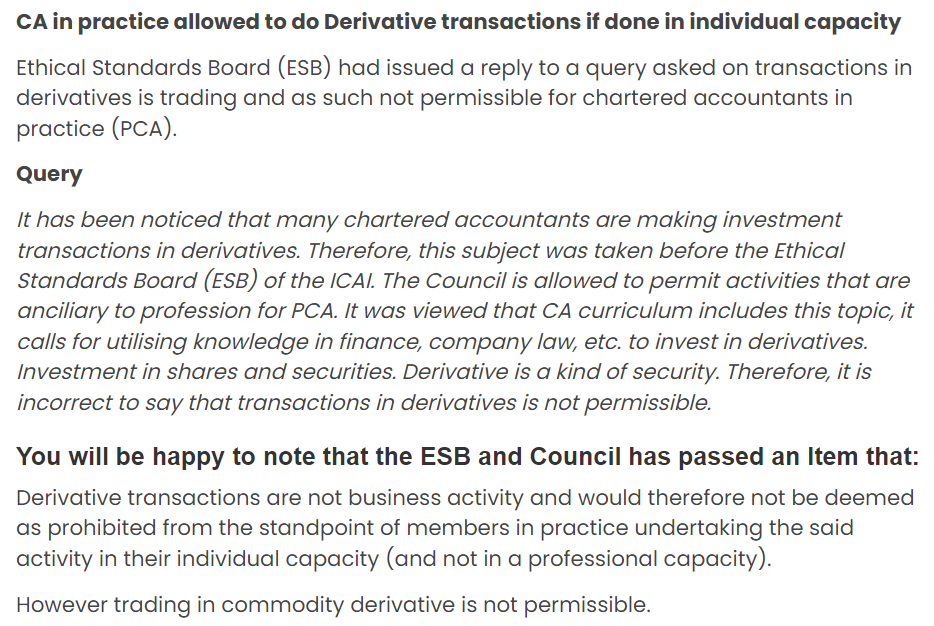 CA in practice allowed to do Derivative transactions if done in individual capacity
Ethical Standards Board (ESB) had issued a reply to a query asked on transactions in
derivatives is trading and as such not permissible for chartered accountants in
practice (PCA).
Query
It has been noticed that many chartered accountants are making investment
transactions in derivatives. Therefore, this subject was taken before the Ethical
Standards Board (ESB) of the ICAI. The Council is allowed to permit activities that are
anciliary to profession for PCA. It was viewed that CA curriculum includes this topic, it
calls for utilising knowledge in finance, company law, etc. to invest in derivatives.
Investment in shares and securities. Derivative is a kind of security. Therefore, it is
incorrect to say that transactions in derivatives is not permissible.
You will be happy to note that the ESB and Council has passed an Item that:
Derivative transactions are not business activity and would therefore not be deemed
as prohibited from the standpoint of members in practice undertaking the said
activity in their individual capacity (and not in a professional capacity).
However trading in commodity derivative is not permissible.